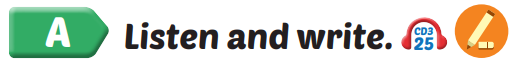 A Listen and write. CD3 25